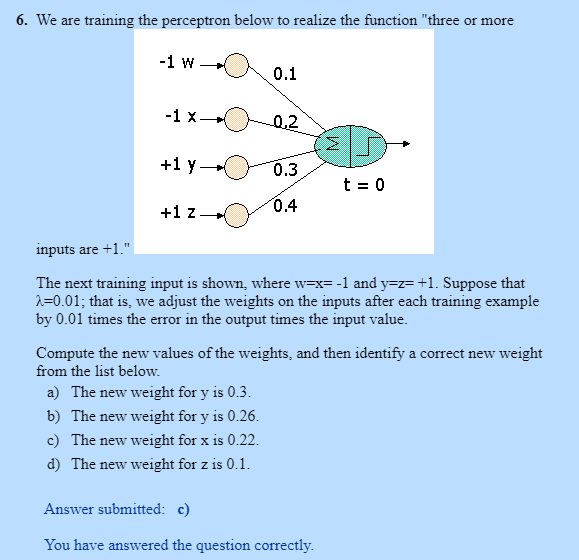 6. We are training the perceptron below to realize the function "three or more
-1 w
0.1
-1 x
0.2
+1 y
0.3
t = 0
+1 z
0.4
inputs are +1."
The next training input is shown, where w=x= -1 and y=z= +1. Suppose that
λ=0.01; that is, we adjust the weights on the inputs after each training example
by 0.01 times the error in the output times the input value.
Compute the new values of the weights, and then identify a correct new weight
from the list below.
a) The new weight for y is 0.3.
b) The new weight for y is 0.26.
c) The new weight for x is 0.22.
d) The new weight for z is 0.1.
Answer submitted: c)
You have answered the question correctly.